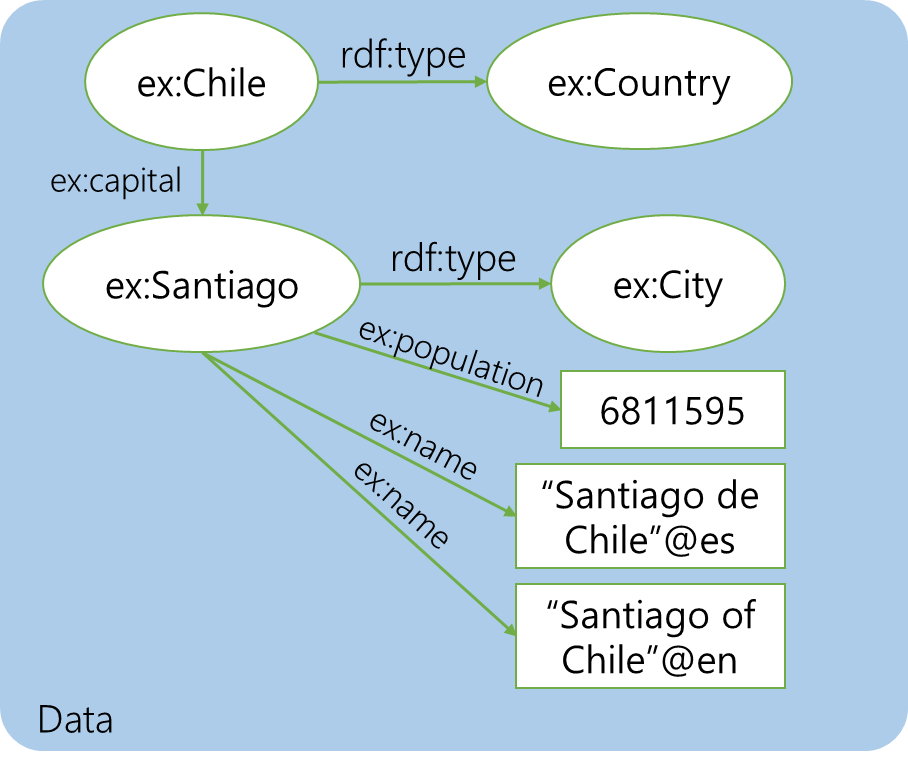 ex:Chile
rdf:type
ex:Country
ex:capital
ex:Santiago
rdf:type
ex:City
ex:population
6811595
ex:name
“Santiago de
Chile”@es
ex:name
“Santiago of
Chile”@en
Data